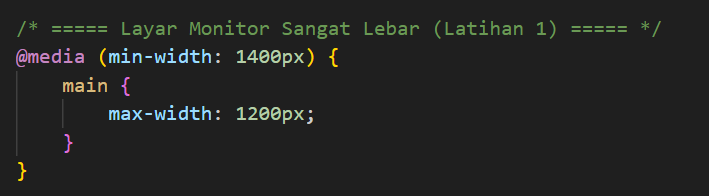 /* ===== Layar Monitor Sangat Lebar (Latihan 1) ===== */
@media (min-width: 1400px) {
    main {
        max-width: 1200px;
    }
}